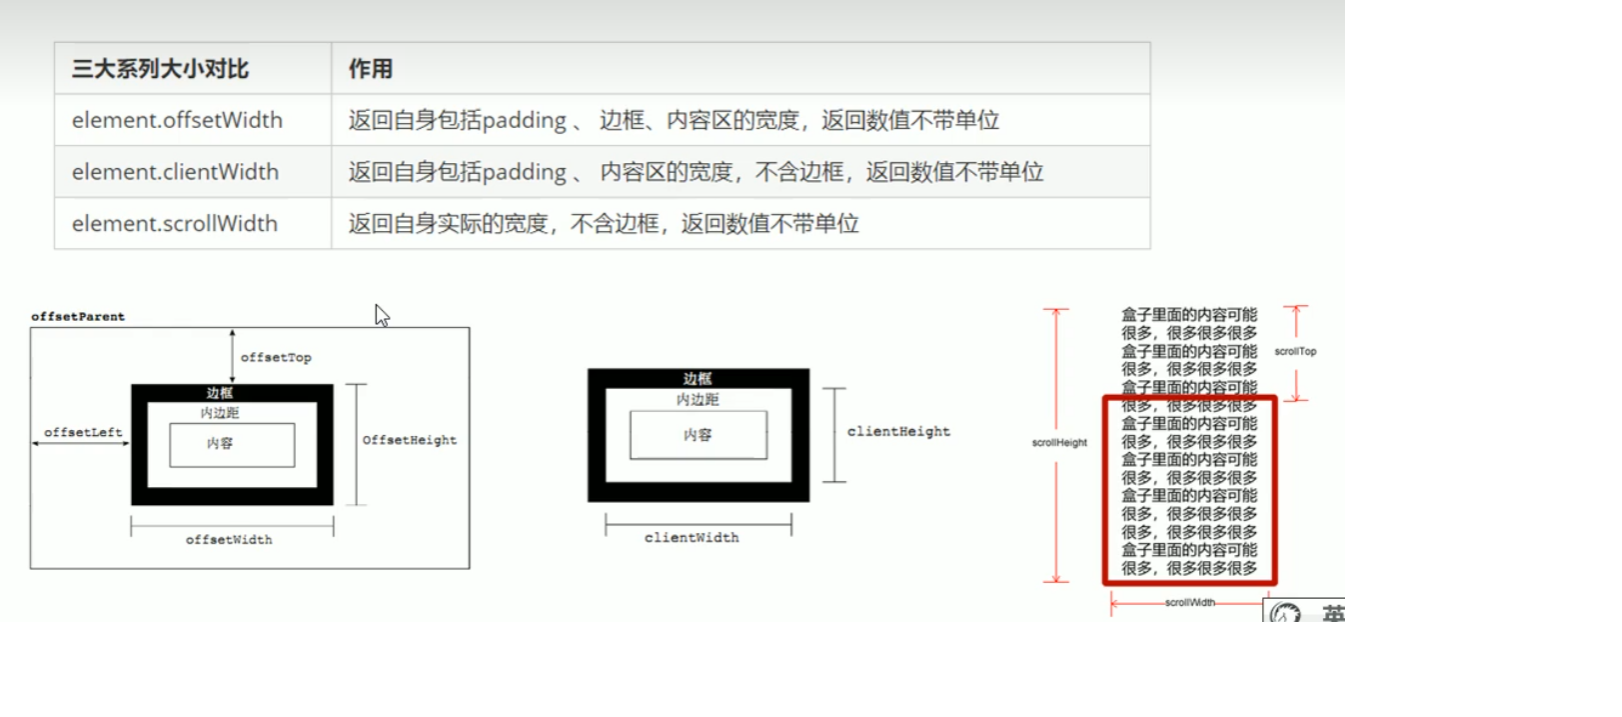 三大系列大小对比 作用
element.offsetWidth 返回自身包括padding 、 边框、内容区的宽度，返回数值不带单位
element.clientWidth 返回自身包括padding 、 内容区的宽度，不含边框，返回数值不带单位
element.scrollWidth 返回自身实际的宽度，不含边框，返回数值不带单位
offsetParent
offsetTop
边框
内边距
内容
offsetLeft
OffsetHeight
offsetWidth
边框
内边距
内容
clientHeight
clientWidth
盒子里面的内容可能
很多，很多很多很多
盒子里面的内容可能
很多，很多很多很多
盒子里面的内容可能
很多，很多很多很多
盒子里面的内容可能
很多，很多很多很多
盒子里面的内容可能
很多，很多很多很多
盒子里面的内容可能
很多，很多很多很多
很多，很多很多很多
盒子里面的内容可能
很多，很多很多很多
scrollTop
scrollHeight
scrollWidth
英